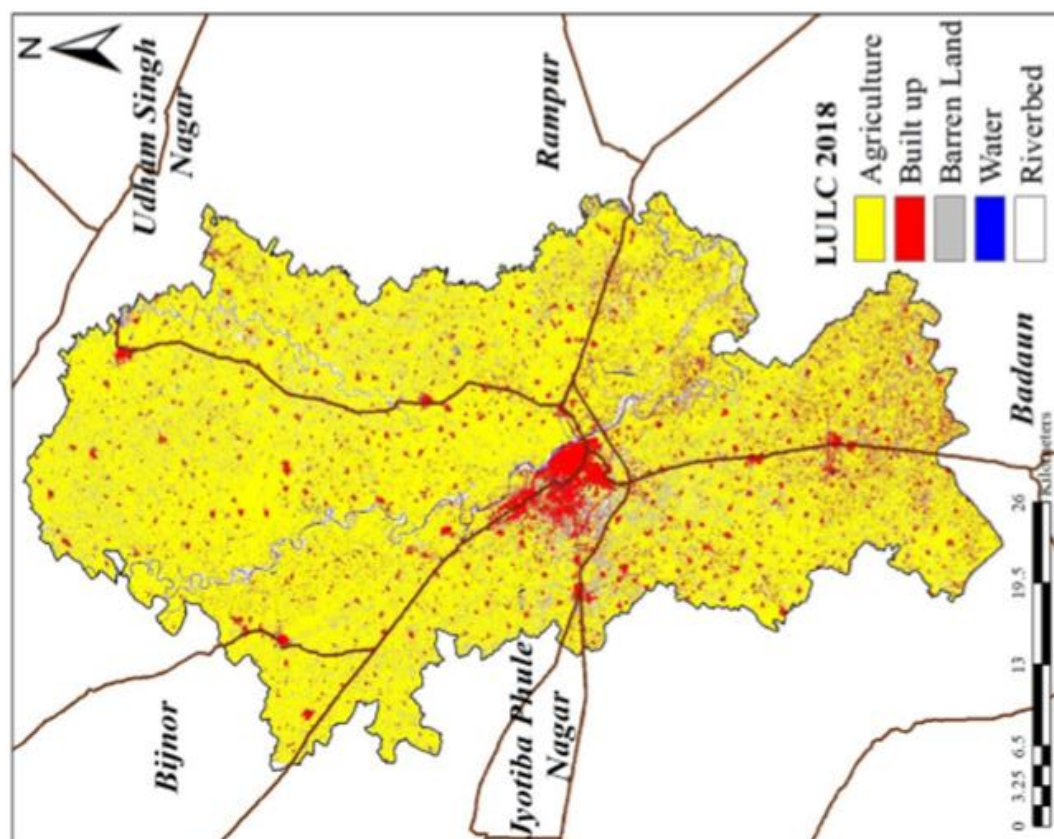 N
Udham Singh
Nagar
Rampur
Bijnor
Jyotiba Phule
Nagar
Badaun
LULC 2018
Agriculture
Built up
Barren Land
Water
Riverbed
0 3.25 6.5 13 19.5 26
Kilometers